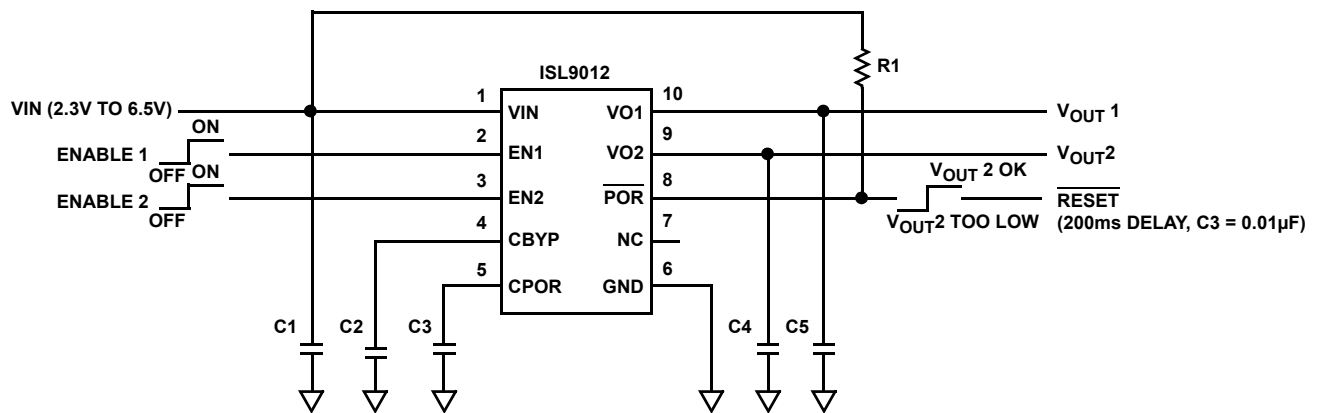 ISL9012
R1
VIN (2.3V TO 6.5V)
1
VIN
VO1
10
VOUT 1
ON
ENABLE 1
OFF
2
EN1
VO2
9
VOUT2
ON
ENABLE 2
OFF
3
EN2
POR
8
VOUT 2 OK
VOUT2 TOO LOW
RESET
(200ms DELAY, C3 = 0.01µF)
4
CBYP
NC
7
5
CPOR
GND
6
C1
C2
C3
C4
C5